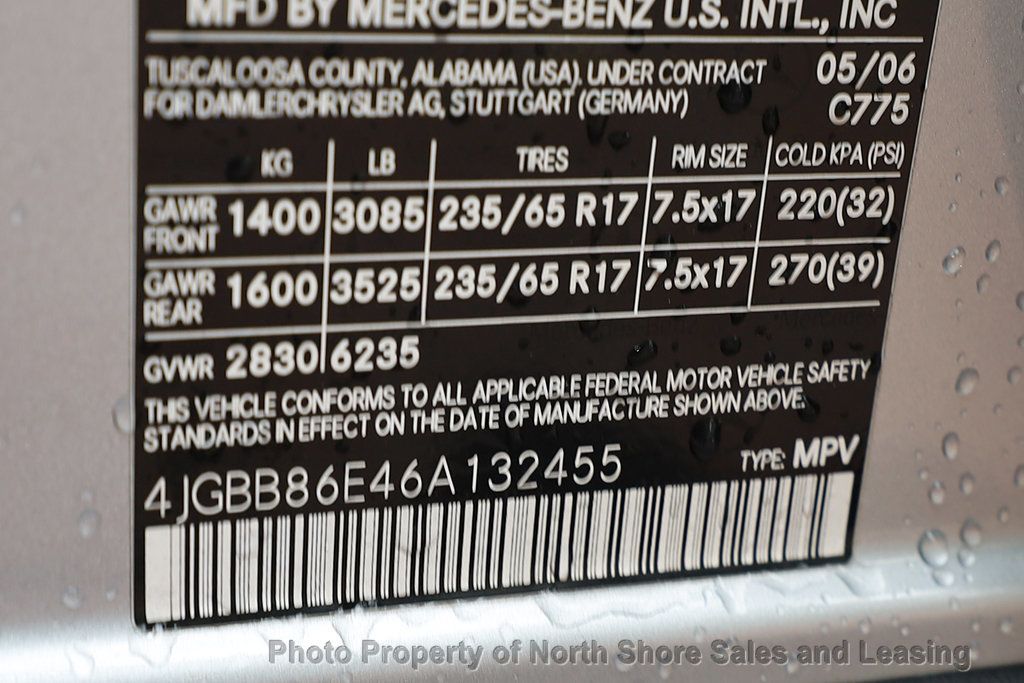 MFD BY MERCEDES-BENZ U.S. INTL., INC
TUSCALOOSA COUNTY, ALABAMA (USA). UNDER CONTRACT 05/06
FOR DAIMLERCHRYSLER AG, STUTTGART (GERMANY) C775
KG LB TIRES RIM SIZE COLD KPA (PSI)
GAWR FRONT 1400 3085 235/65 R17 7.5x17 220(32)
GAWR REAR 1600 3525 235/65 R17 7.5x17 270(39)
GVWR 2830 6235
THIS VEHICLE CONFORMS TO ALL APPLICABLE FEDERAL MOTOR VEHICLE SAFETY
STANDARDS IN EFFECT ON THE DATE OF MANUFACTURE SHOWN ABOVE.
4JGBB86E46A132455 TYPE: MPV
Photo Property of North Shore Sales and Leasing